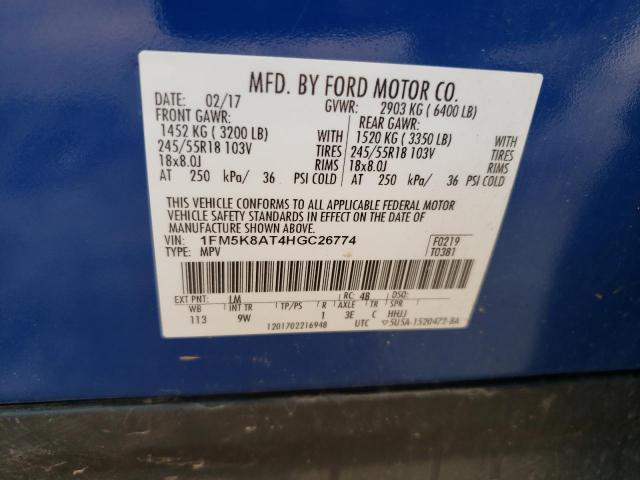 MFD. BY FORD MOTOR CO.
DATE: 02/17 GVWR: 2903 KG ( 6400 LB)
FRONT GAWR: REAR GAWR:
1452 KG ( 3200 LB) WITH 1520 KG ( 3350 LB) WITH
245/55R18 103V TIRES 245/55R18 103V TIRES
18x8.0J RIMS 18x8.0J RIMS
AT 250 kPa/ 36 PSI COLD AT 250 kPa/ 36 PSI COLD
THIS VEHICLE CONFORMS TO ALL APPLICABLE FEDERAL MOTOR
VEHICLE SAFETY STANDARDS IN EFFECT ON THE DATE OF
MANUFACTURE SHOWN ABOVE.
VIN: 1FM5K8AT4HGC26774 F0219
TYPE: MPV T0381
EXT PNT: LM RC: 48 DSO:
WB INT TR TP/PS R AXLE TR SPR
113 9W 1 3E C HHJJ
1201702216948 UTC ▽5USA-1520472-BA